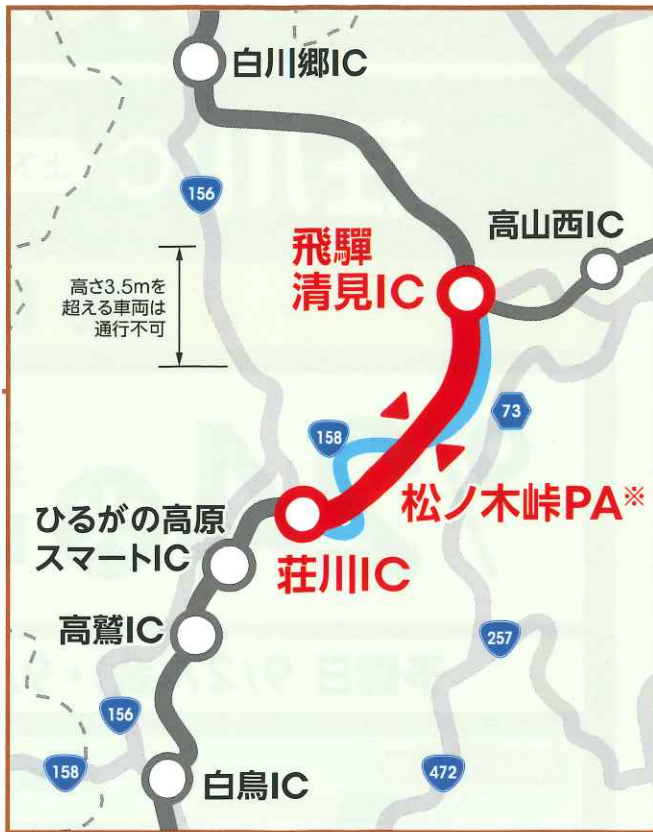 白川郷IC
156
高山西IC
飛驒
清見IC
高さ3.5mを
超える車両は
通行不可
73
158
松ノ木峠PA※
ひるがの高原
スマートIC
荘川IC
高鷲IC
257
156
158
白鳥IC
472